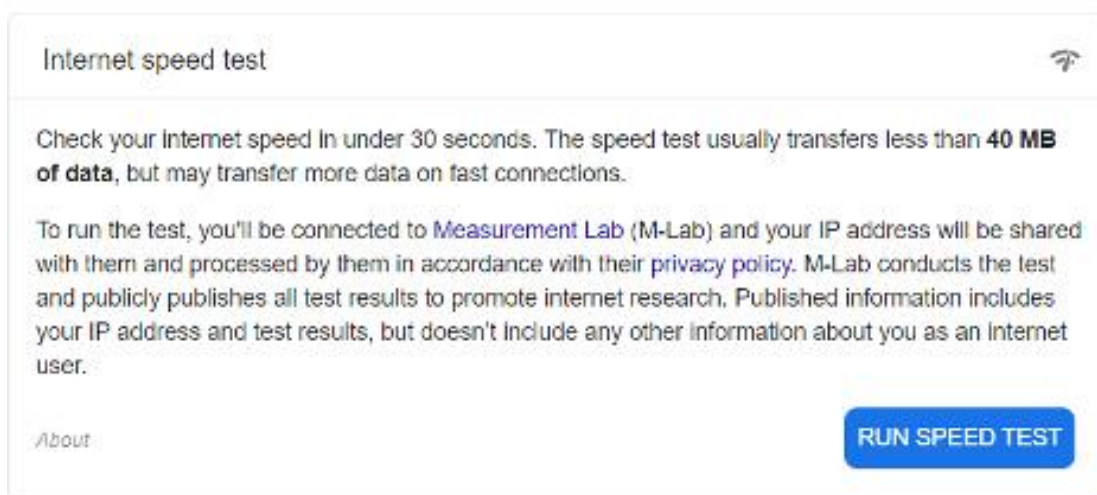 Internet speed test
Check your internet speed in under 30 seconds. The speed test usually transfers less than 40 MB
of data, but may transfer more data on fast connections.
To run the test, you'll be connected to Measurement Lab (M-Lab) and your IP address will be shared
with them and processed by them in accordance with their privacy policy. M-Lab conducts the test
and publicly publishes all test results to promote internet research. Published information includes
your IP address and test results, but doesn't include any other information about you as an internet
user.
About
RUN SPEED TEST